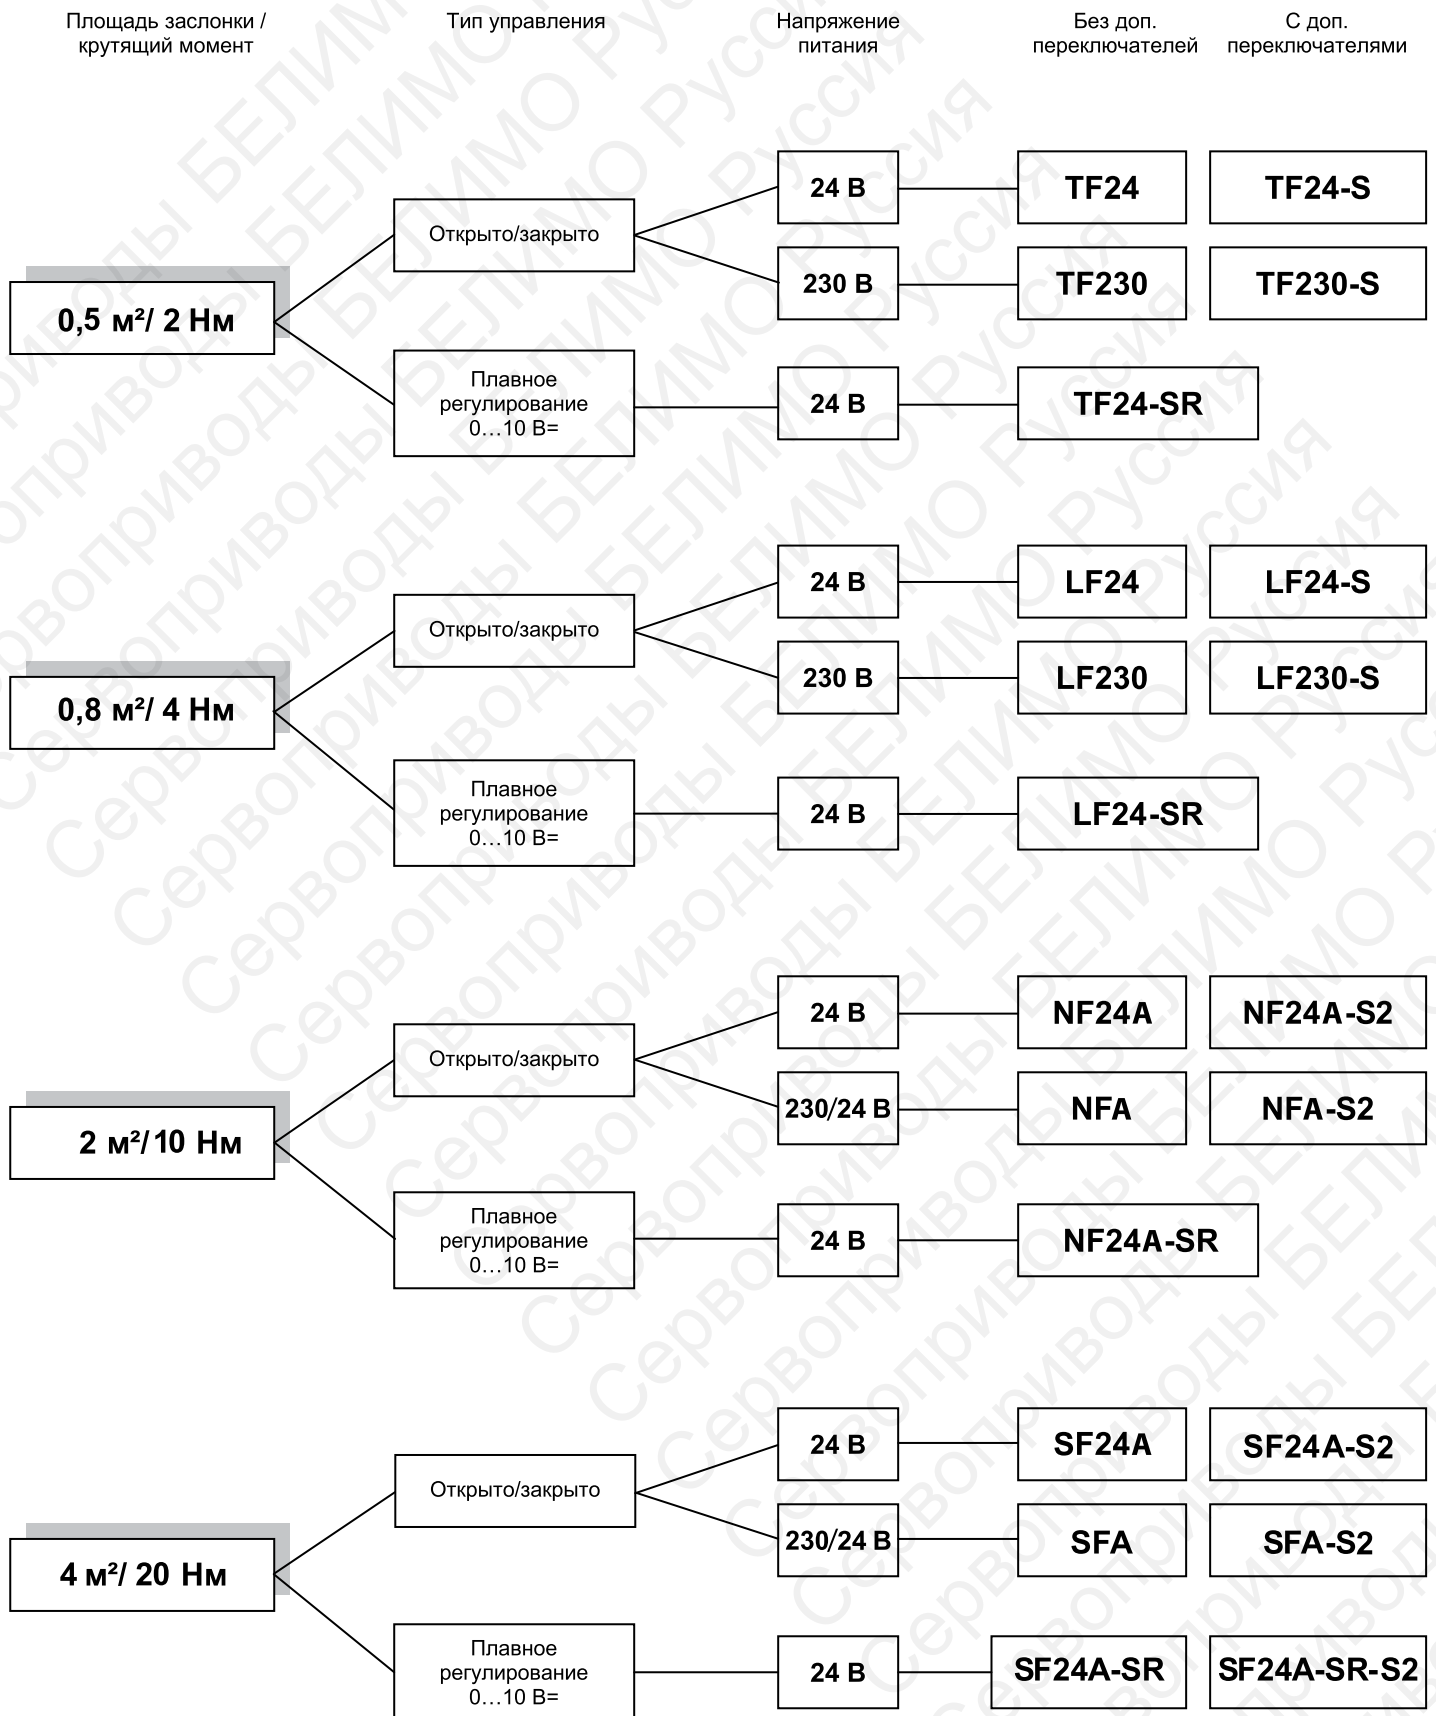 Площадь заслонки /
крутящий момент
Тип управления
Напряжение
питания
Без доп.
переключателей
С доп.
переключателями
0,5 м²/ 2 Нм
Открыто/закрыто
24 В
TF24
TF24-S
230 В
TF230
TF230-S
Плавное
регулирование
0…10 В=
24 В
TF24-SR
0,8 м²/ 4 Нм
Открыто/закрыто
24 В
LF24
LF24-S
230 В
LF230
LF230-S
Плавное
регулирование
0…10 В=
24 В
LF24-SR
2 м²/10 Нм
Открыто/закрыто
24 В
NF24A
NF24A-S2
230/24 В
NFA
NFA-S2
Плавное
регулирование
0…10 В=
24 В
NF24A-SR
4 м²/ 20 Нм
Открыто/закрыто
24 В
SF24A
SF24A-S2
230/24 В
SFA
SFA-S2
Плавное
регулирование
0…10 В=
24 В
SF24A-SR
SF24A-SR-S2
Сервоприводы БЕЛИМО Руссия